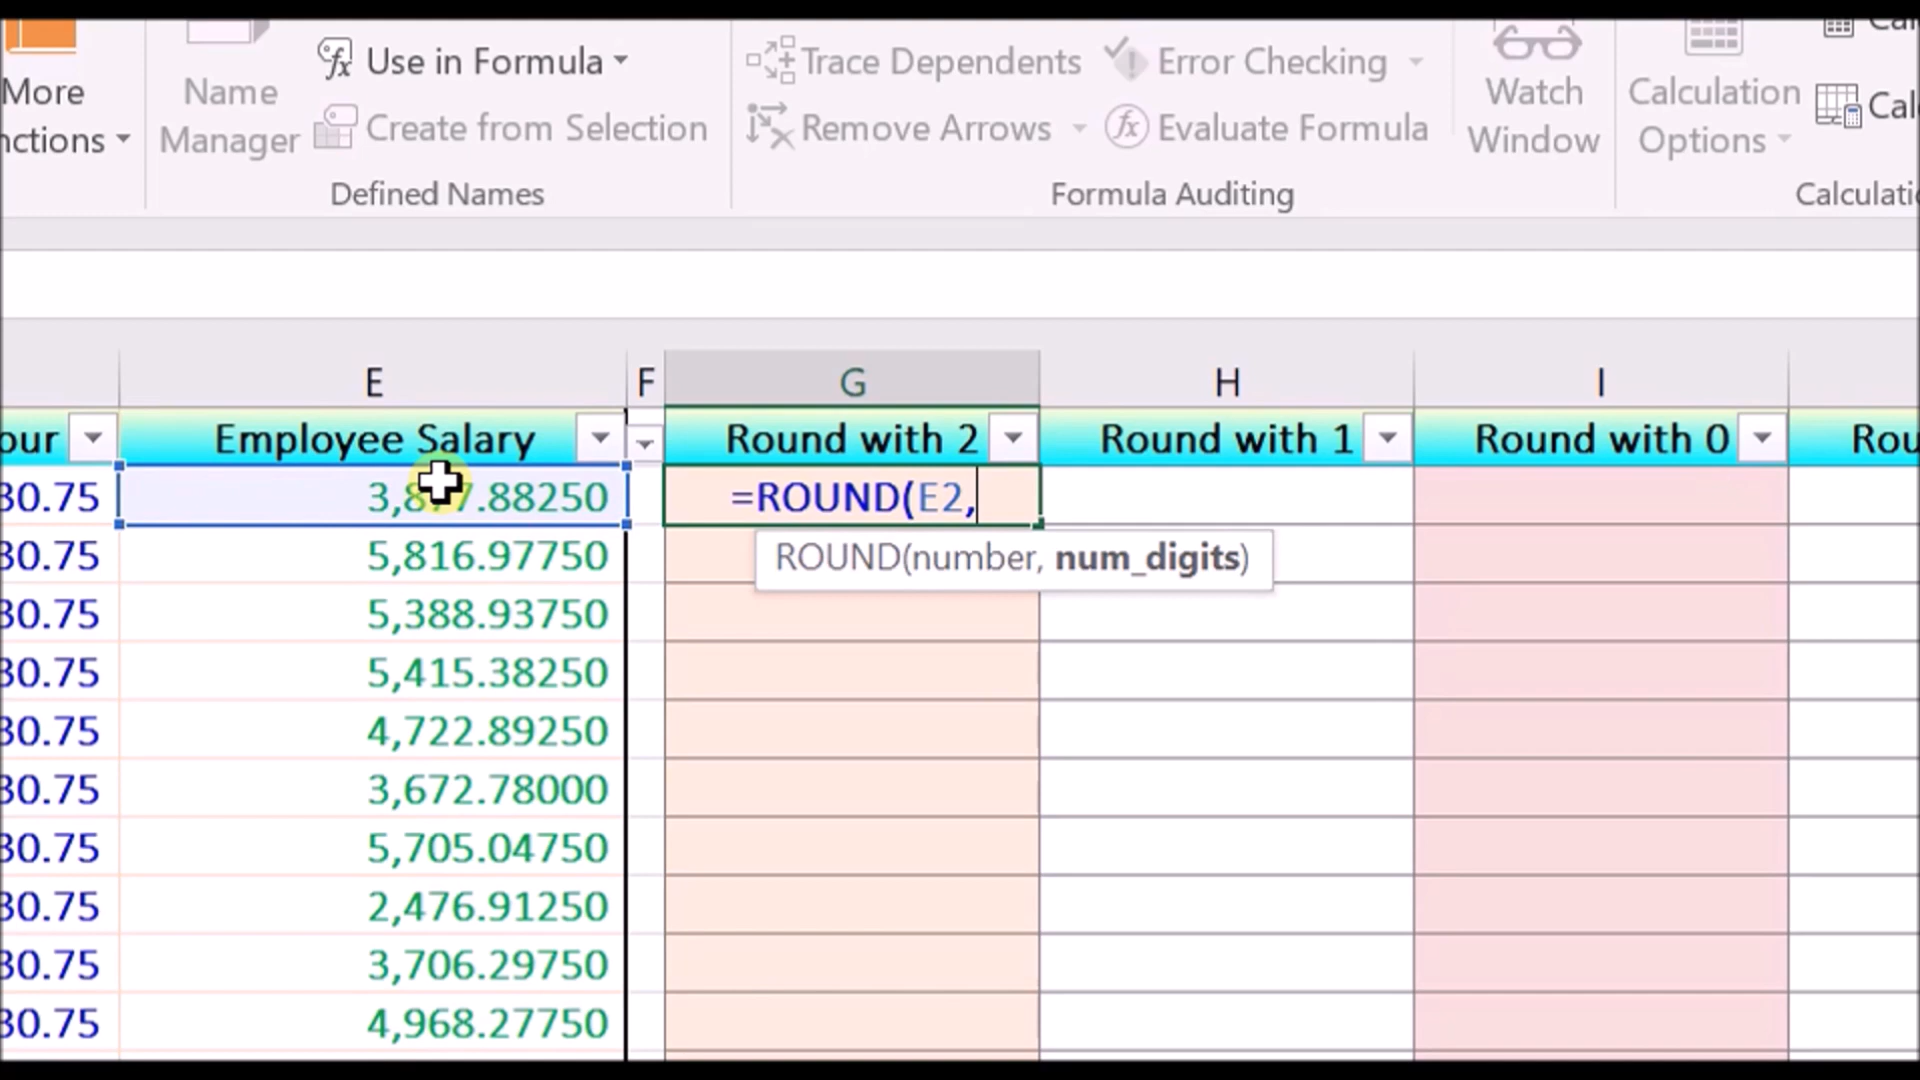 More
nctions
Name
Manager
Use in Formula
Create from Selection
Defined Names
Trace Dependents
Remove Arrows
Error Checking
Evaluate Formula
Formula Auditing
Watch
Window
Calculation
Options
Cal
Calculati
E F G H I
our Employee Salary Round with 2 Round with 1 Round with 0 Rou
30.75 =ROUND(E2,
ROUND(number, num_digits)
30.75 5,816.97750
30.75 5,388.93750
30.75 5,415.38250
30.75 4,722.89250
30.75 3,672.78000
30.75 5,705.04750
30.75 2,476.91250
30.75 3,706.29750
30.75 4,968.27750